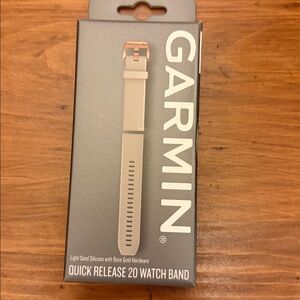 GARMIN®
Light Sand Silicone with Rose Gold Hardware
QUICK RELEASE 20 WATCH BAND